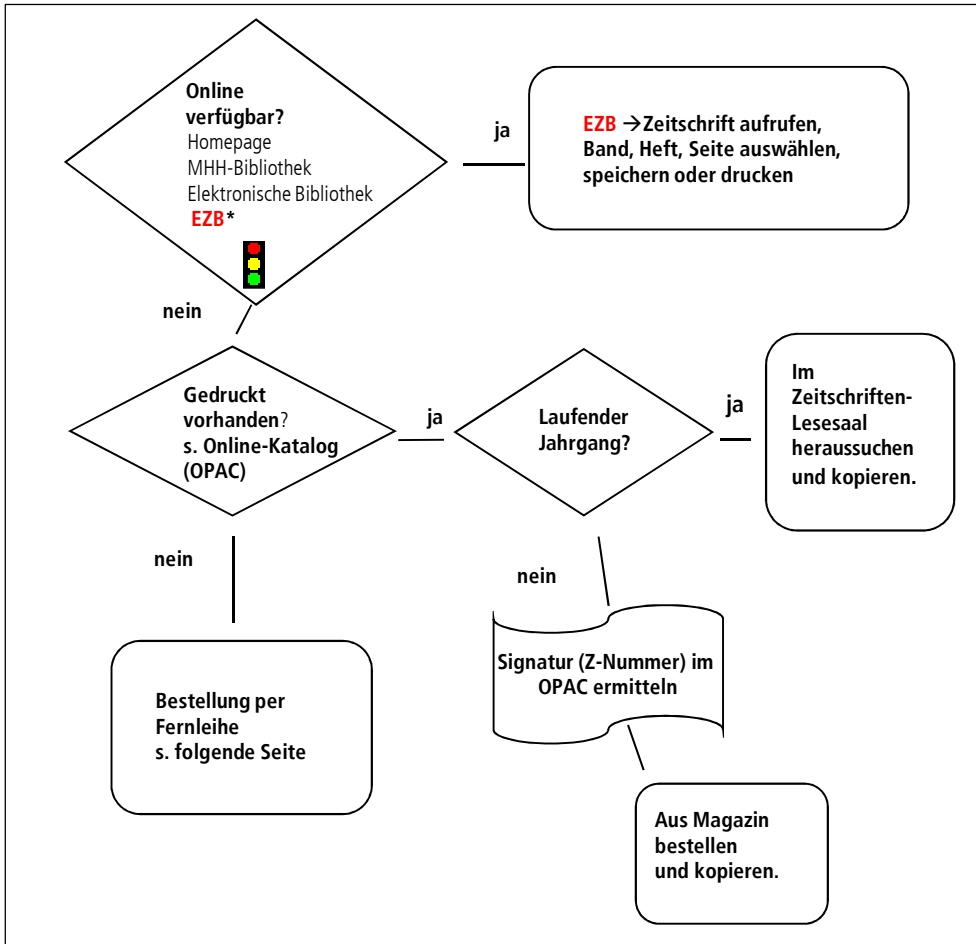 Online
verfügbar?
Homepage
MHH-Bibliothek
Elektronische Bibliothek
EZB*
ja
EZB →Zeitschrift aufrufen,
Band, Heft, Seite auswählen,
speichern oder drucken
nein
Gedruckt
vorhanden?
s. Online-Katalog
(OPAC)
ja
Laufender
Jahrgang?
ja
Im
Zeitschriften-
Lesesaal
heraussuchen
und kopieren.
nein
Bestellung per
Fernleihe
s. folgende Seite
nein
Signatur (Z-Nummer) im
OPAC ermitteln
Aus Magazin
bestellen
und kopieren.